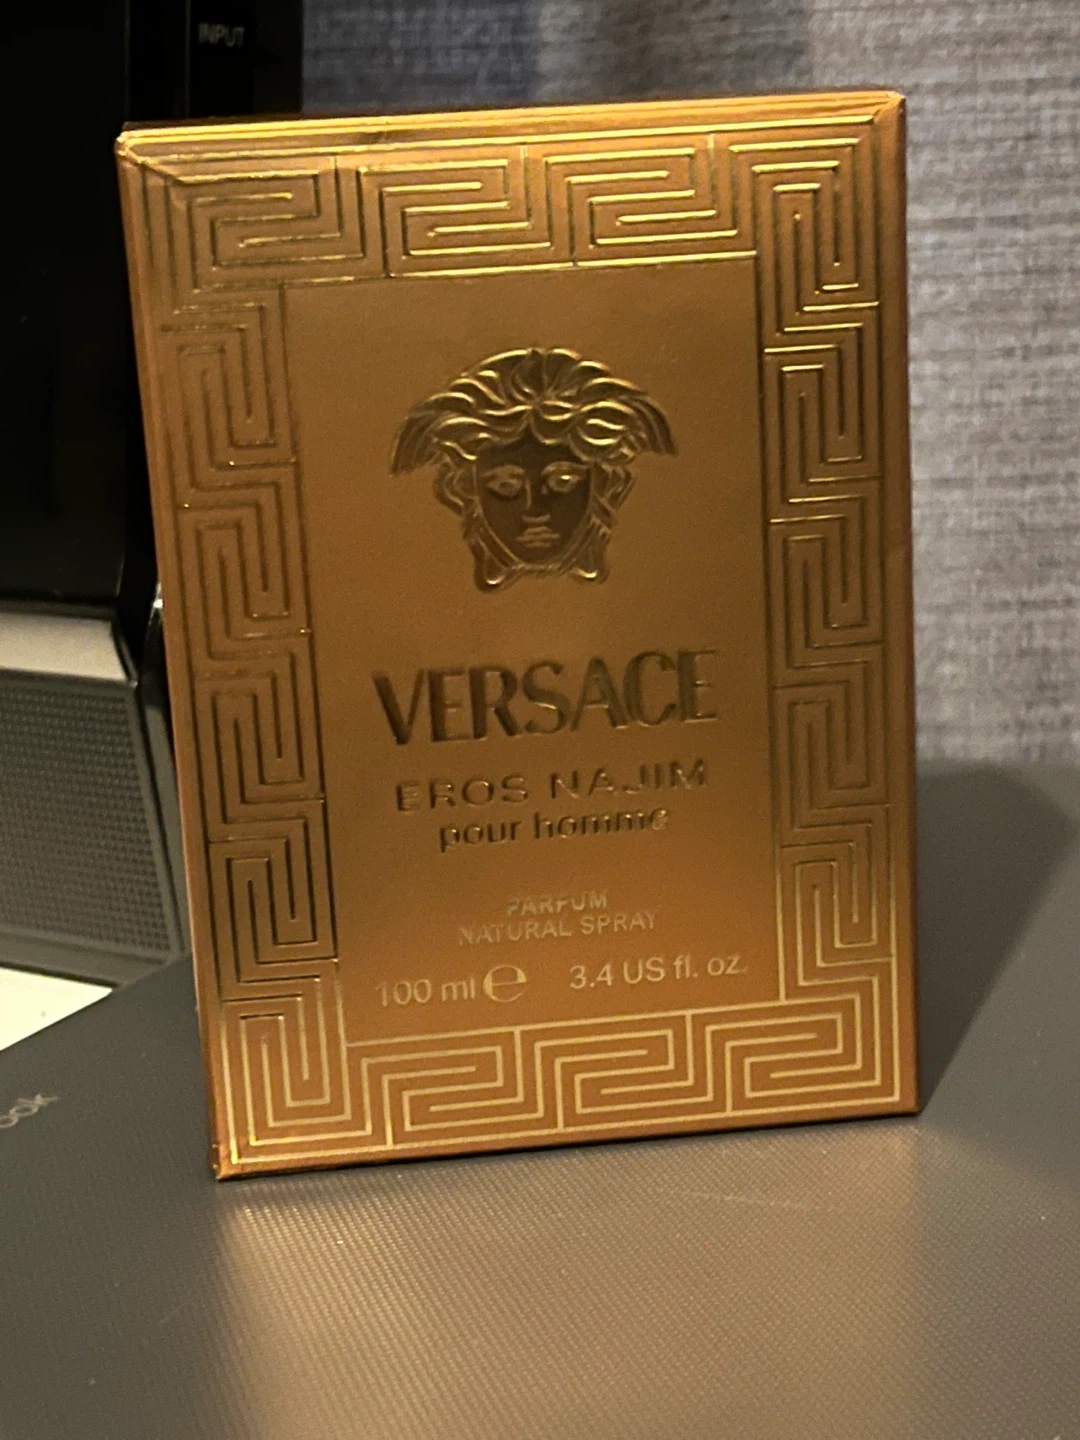 INPUT
VERSACE
EROS NAJIM
pour homme
PARFUM
NATURAL SPRAY
100 ml e 3.4 US fl. oz.